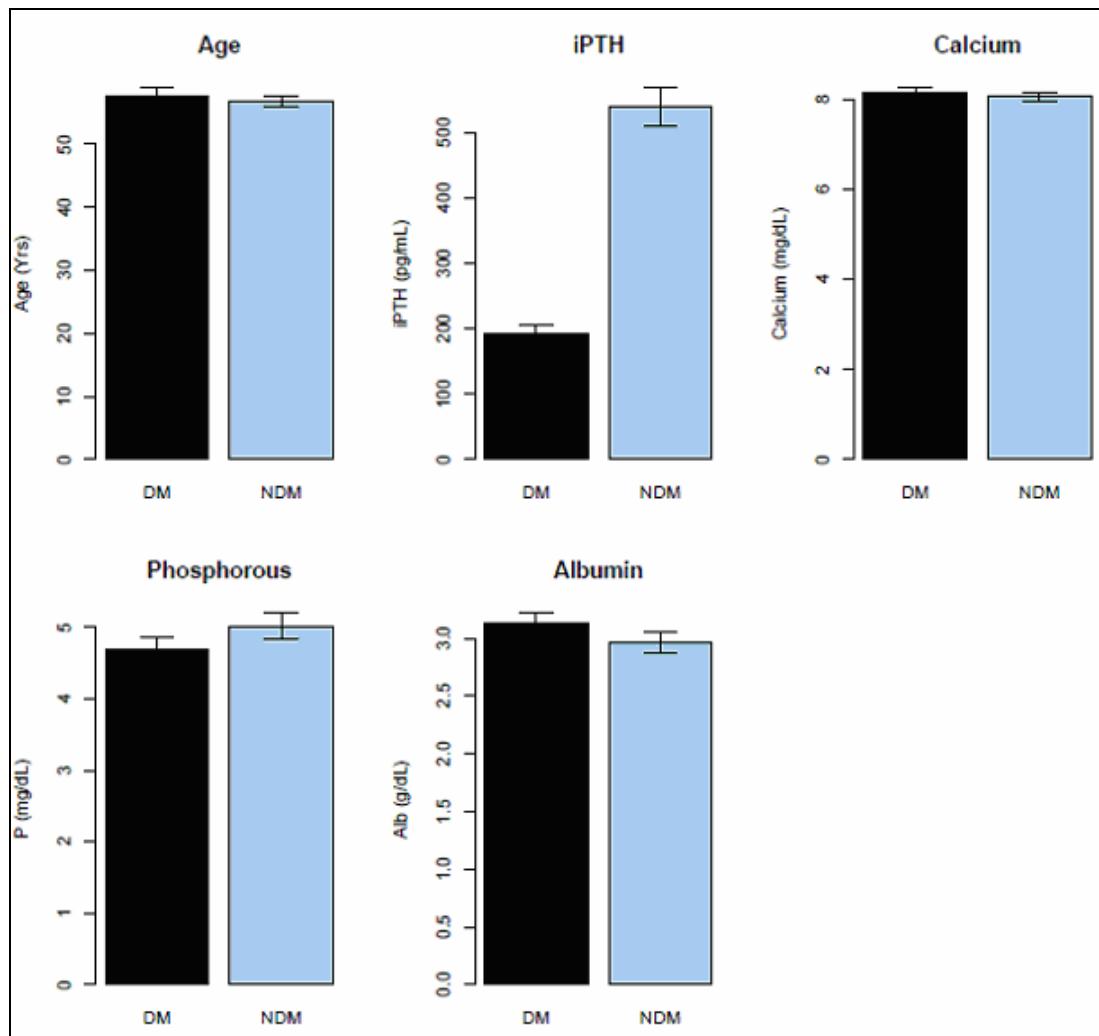 Age
Age (Yrs)
50
40
30
20
10
0
DM NDM
iPTH
iPTH (pg/mL)
500
400
300
200
100
0
DM NDM
Calcium
Calcium (mg/dL)
8
6
4
2
0
DM NDM
Phosphorous
P (mg/dL)
5
4
3
2
1
0
DM NDM
Albumin
Alb (g/dL)
3.0
2.5
2.0
1.5
1.0
0.5
0.0
DM NDM